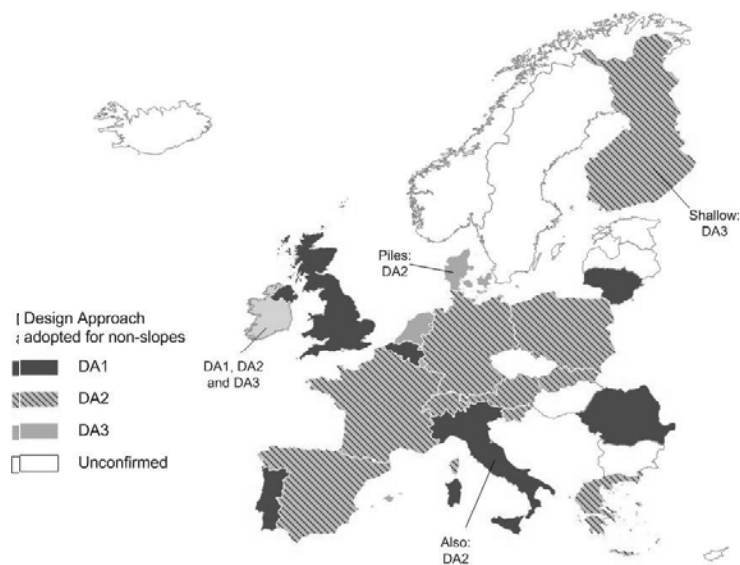 Shallow:
DA3
Piles:
DA2
Design Approach
adopted for non-slopes
DA1, DA2
and DA3
DA1
DA2
DA3
Unconfirmed
Also:
DA2